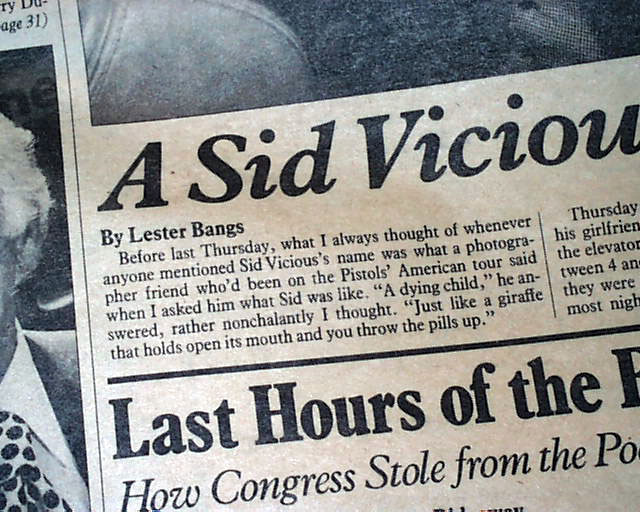 ry Du-
age 31)
A Sid Viciou
By Lester Bangs
Before last Thursday, what I always thought of whenever
anyone mentioned Sid Vicious's name was what a photogra-
pher friend who'd been on the Pistols' American tour said
when I asked him what Sid was like. “A dying child,” he an-
swered, rather nonchalantly I thought. “Just like a giraffe
that holds open its mouth and you throw the pills up.”
Thursday
his girlfrien
the elevato
tween 4 an
they were
most nigh
Last Hours of the
How Congress Stole from the Po